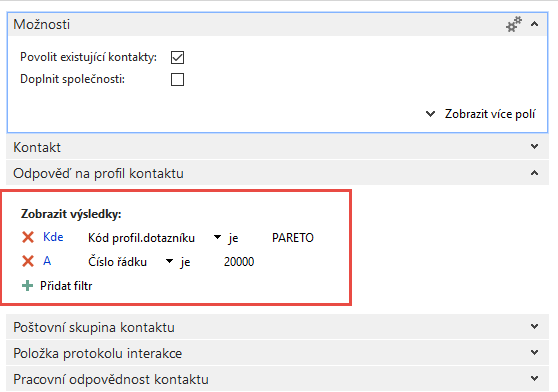 Možnosti
Povolit existující kontakty:
Doplnit společnosti:
Zobrazit více polí
Kontakt
Odpověď na profil kontaktu
Zobrazit výsledky:
Kde Kód profil.dotazníku je PARETO
A Číslo řádku je 20000
Přidat filtr
Poštovní skupina kontaktu
Položka protokolu interakce
Pracovní odpovědnost kontaktu